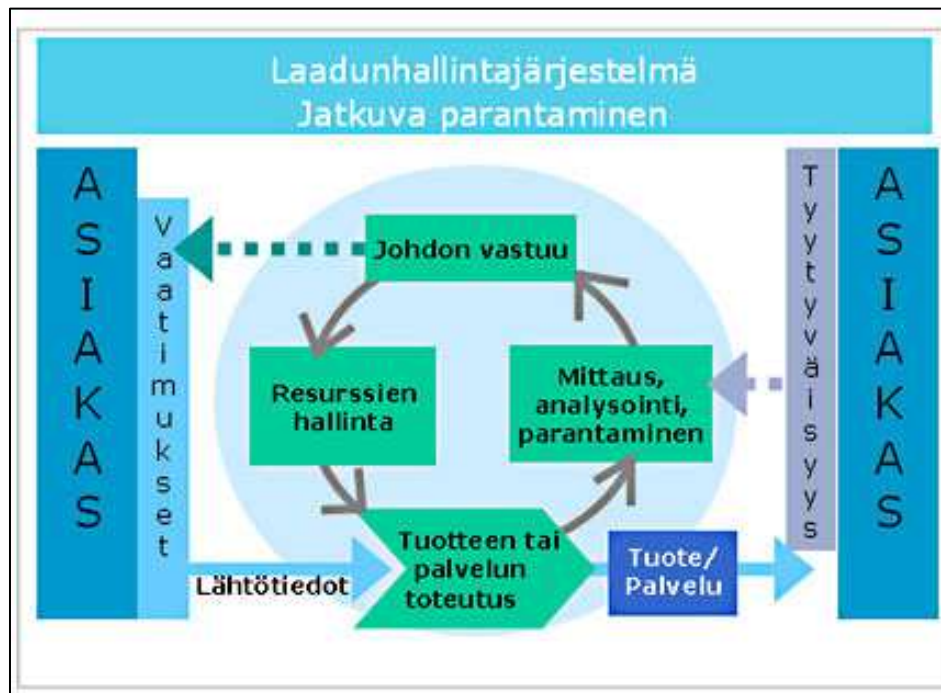 Laadunhallintajärjestelmä
Jatkuva parantaminen
ASIAKAS
Vaatimukset
Johdon vastuu
Resurssien
hallinta
Mittaus,
analysointi,
parantaminen
Tuotteen tai
palvelun
toteutus
Lähtötiedot
Tuote/
Palvelu
Tyytyväisyys
ASIAKAS